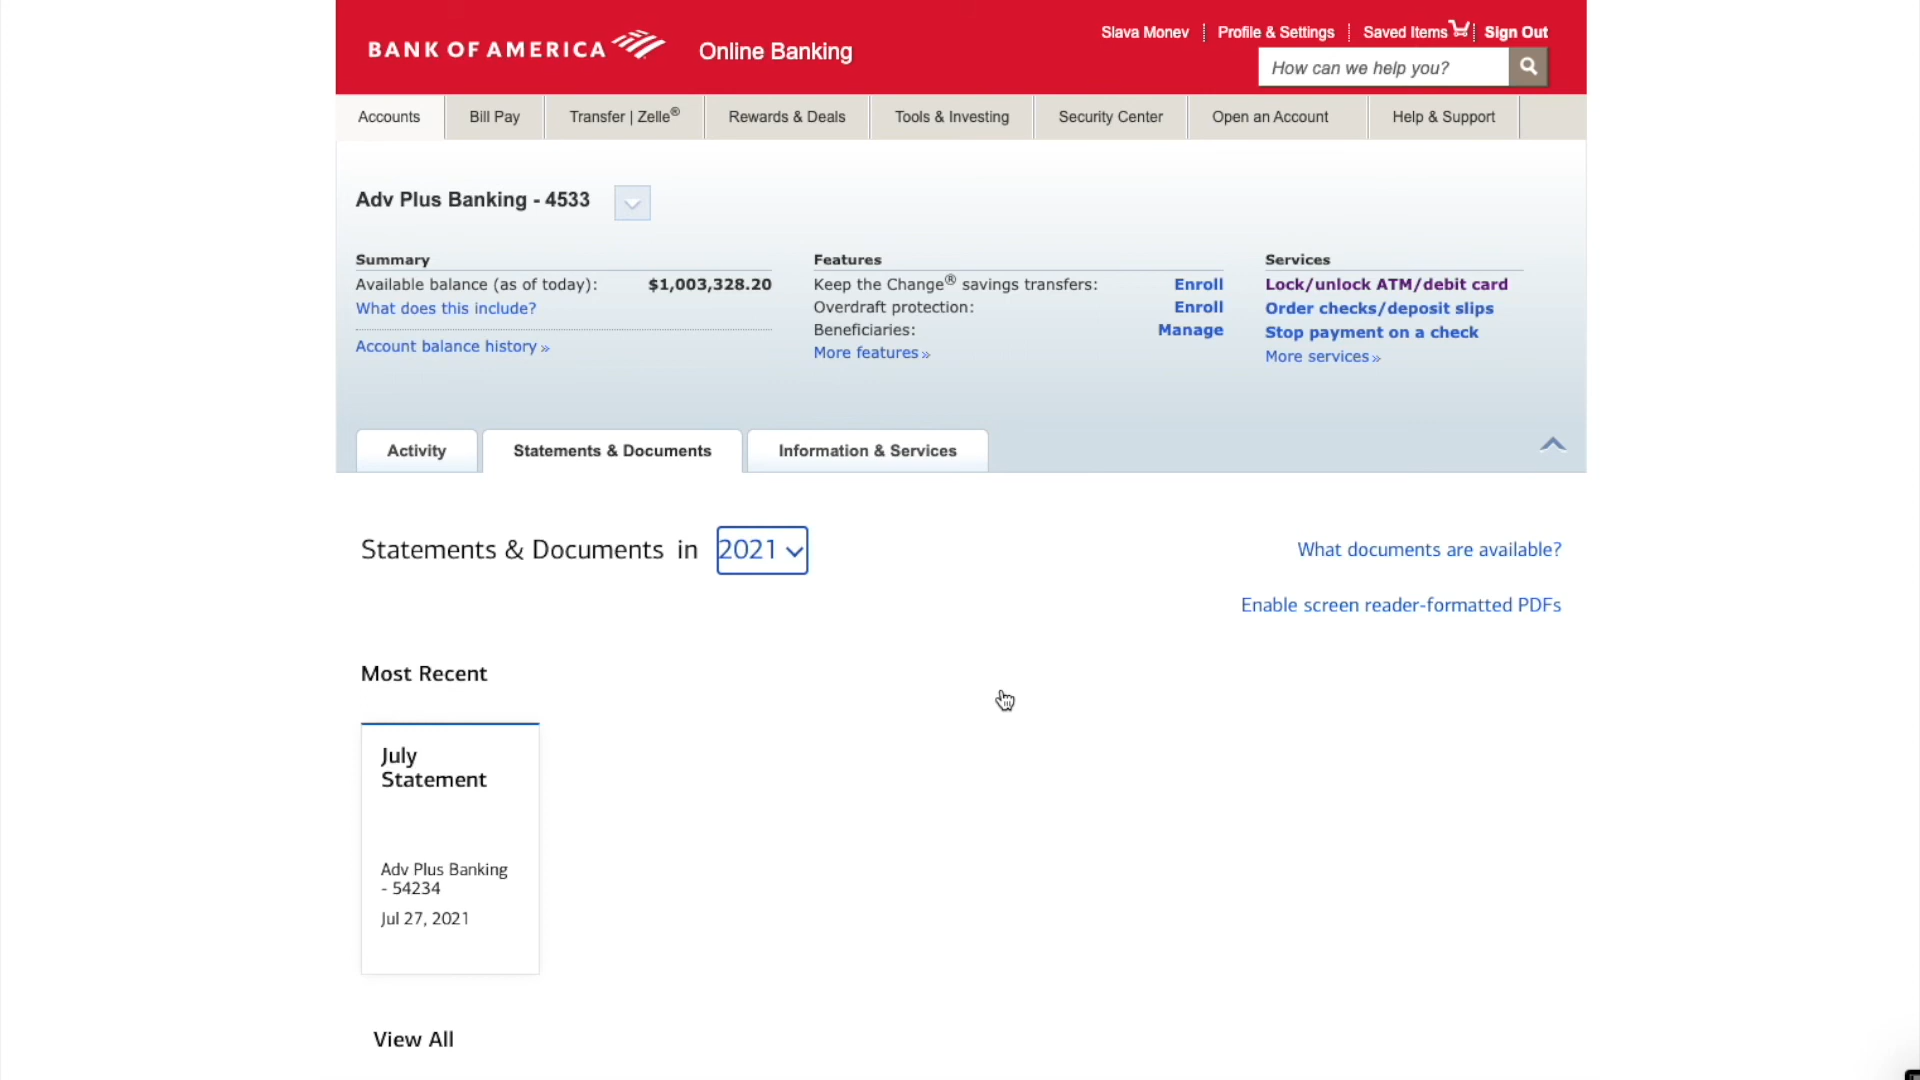 BANK OF AMERICA
Online Banking
Slava Monev
Profile & Settings
Saved Items
Sign Out
How can we help you?
Accounts
Bill Pay
Transfer | Zelle®
Rewards & Deals
Tools & Investing
Security Center
Open an Account
Help & Support
Adv Plus Banking - 4533
Summary
Available balance (as of today): $1,003,328.20
What does this include?
Account balance history »
Features
Keep the Change® savings transfers: Enroll
Overdraft protection: Enroll
Beneficiaries: Manage
More features »
Services
Lock/unlock ATM/debit card
Order checks/deposit slips
Stop payment on a check
More services »
Activity
Statements & Documents
Information & Services
Statements & Documents in 2021
What documents are available?
Enable screen reader-formatted PDFs
Most Recent
July
Statement
Adv Plus Banking
- 54234
Jul 27, 2021
View All